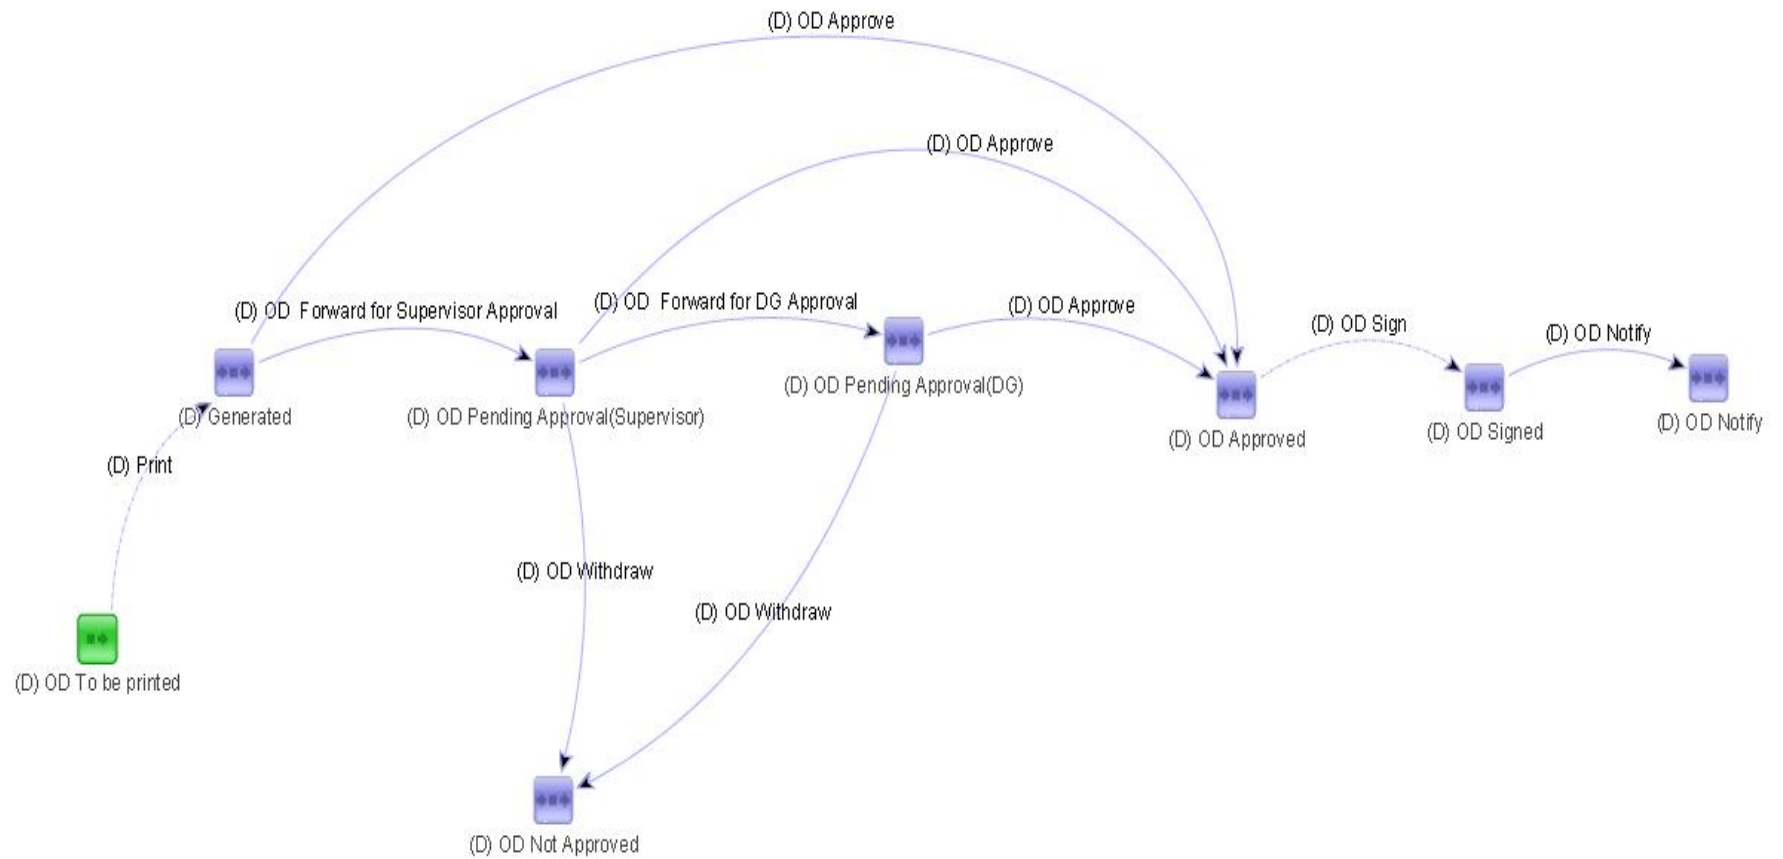 (D) OD Approve
(D) OD Approve
(D) OD  Forward for Supervisor Approval
(D) OD  Forward for DG Approval
(D) OD Approve
(D) OD Sign
(D) OD Notify
(D) Generated
(D) OD Pending Approval(Supervisor)
(D) OD Pending Approval(DG)
(D) OD Approved
(D) OD Signed
(D) OD Notify
(D) Print
(D) OD Withdraw
(D) OD Withdraw
(D) OD To be printed
(D) OD Not Approved